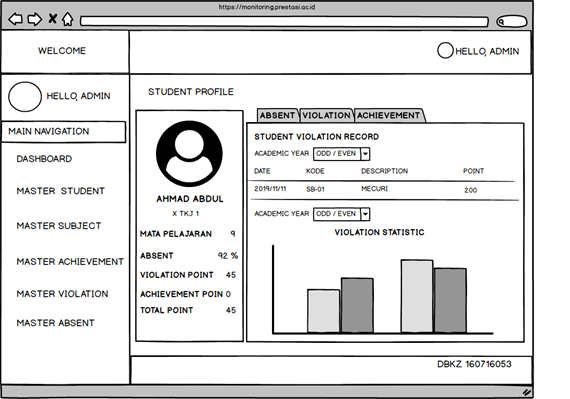 https://monitoring.prestasi.ac.id
WELCOME
HELLO, ADMIN
HELLO, ADMIN
MAIN NAVIGATION
DASHBOARD
MASTER STUDENT
MASTER SUBJECT
MASTER ACHIEVEMENT
MASTER VIOLATION
MASTER ABSENT
STUDENT PROFILE
AHMAD ABDUL
X TKJ 1
MATA PELAJARAN 9
ABSENT 92 %
VIOLATION POINT 45
ACHIEVEMENT POIN 0
TOTAL POINT 45
ABSENT VIOLATION ACHIEVEMENT
STUDENT VIOLATION RECORD
ACADEMIC YEAR ODD / EVEN
DATE KODE DESCRIPTION POINT
2019/11/11 SB-01 MECURI 200
ACADEMIC YEAR ODD / EVEN
VIOLATION STATISTIC
DBKZ 160716053